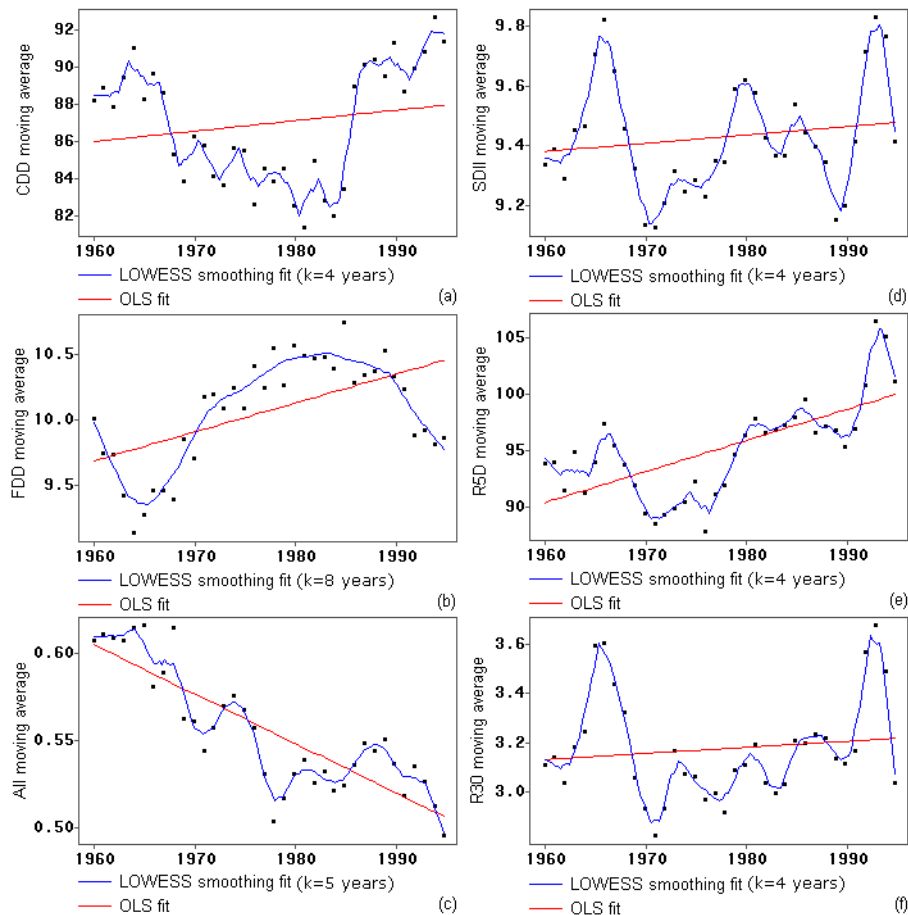 CDD moving average
92
90
88
86
84
82
1960 1970 1980 1990
LOWESS smoothing fit (k=4 years)
OLS fit
(a)
SDII moving average
9.8
9.6
9.4
9.2
1960 1970 1980 1990
LOWESS smoothing fit (k=4 years)
OLS fit
(d)
FDD moving average
10.5
10.0
9.5
1960 1970 1980 1990
LOWESS smoothing fit (k=8 years)
OLS fit
(b)
R5D moving average
105
100
95
90
1960 1970 1980 1990
LOWESS smoothing fit (k=4 years)
OLS fit
(e)
AII moving average
0.60
0.55
0.50
1960 1970 1980 1990
LOWESS smoothing fit (k=5 years)
OLS fit
(c)
R30 moving average
3.6
3.4
3.2
3.0
1960 1970 1980 1990
LOWESS smoothing fit (k=4 years)
OLS fit
(f)